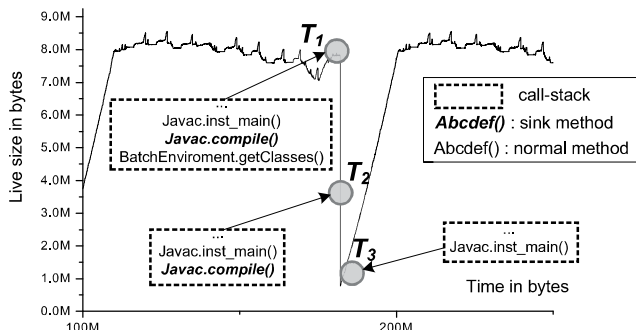 9.0M
8.0M
7.0M
6.0M
5.0M
4.0M
3.0M
2.0M
1.0M
0.0M
Live size in bytes
T1
...
Javac.inst_main()
Javac.compile()
BatchEnviroment.getClasses()
call-stack
Abcdef() : sink method
Abcdef() : normal method
T2
...
Javac.inst_main()
Javac.compile()
T3
...
Javac.inst_main()
Time in bytes
100M
200M